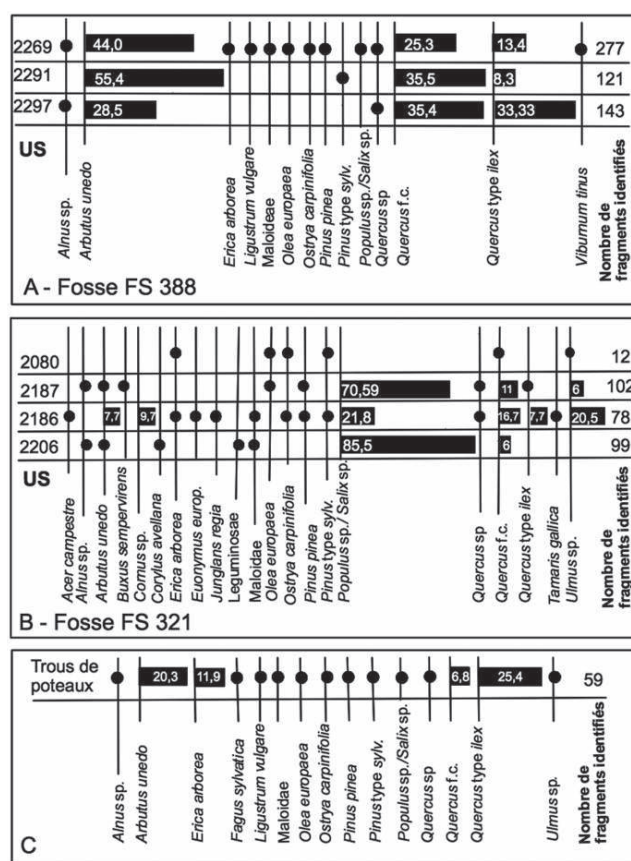 2269 44,0 25,3 13,4 277
2291 55,4 35,5 8,3 121
2297 28,5 35,4 33,33 143
US
Alnus sp.
Arbutus unedo
Erica arborea
Ligustrum vulgare
Maloideae
Olea europaea
Ostrya carpinifolia
Pinus pinea
Pinus type sylv.
Populus sp./Salix sp.
Quercus sp
Quercus f.c.
Quercus type ilex
Viburnum tinus
Nombre de
fragments identifiés
A - Fosse FS 388
2080 12
2187 70,59 11 6 102
2186 7,7 9,7 21,8 16,7 7,7 20,5 78
2206 85,5 6 99
US
Acer campestre
Alnus sp.
Arbutus unedo
Buxus sempervirens
Cornus sp.
Corylus avellana
Erica arborea
Euonymus europ.
Junglans regia
Leguminosae
Maloidae
Olea europaea
Ostrya carpinifolia
Pinus pinea
Pinus type sylv.
Populus sp./ Salix sp.
Quercus sp
Quercus f.c.
Quercus type ilex
Tamaris gallica
Ulmus sp.
Nombre de
fragments identifiés
B - Fosse FS 321
Trous de
poteaux 20,3 11,9 6,8 25,4 59
Alnus sp.
Arbutus unedo
Erica arborea
Fagus sylvatica
Ligustrum vulgare
Maloidae
Olea europaea
Ostrya carpinifolia
Pinus pinea
Pinus type sylv.
Populus sp./Salix sp.
Quercus sp
Quercus f.c.
Quercus type ilex
Ulmus sp.
Nombre de
fragments identifiés
C